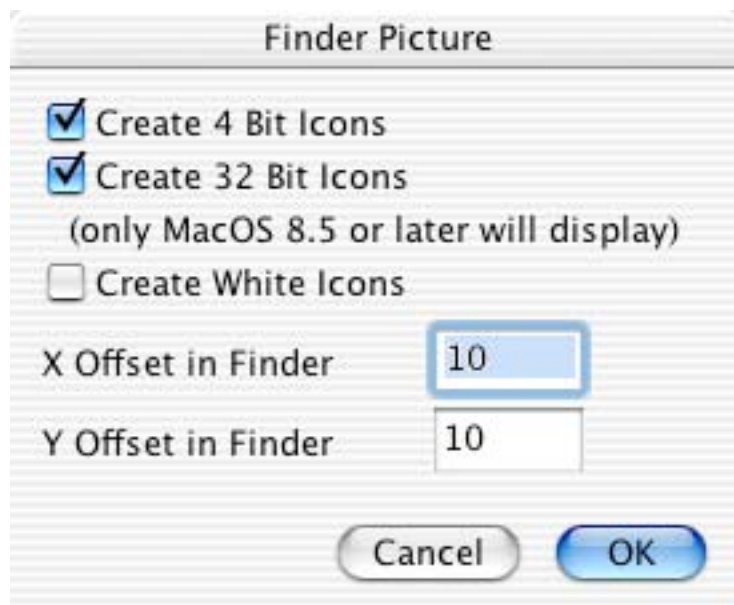 Finder Picture
Create 4 Bit Icons
Create 32 Bit Icons
(only MacOS 8.5 or later will display)
Create White Icons
X Offset in Finder 10
Y Offset in Finder 10
Cancel OK